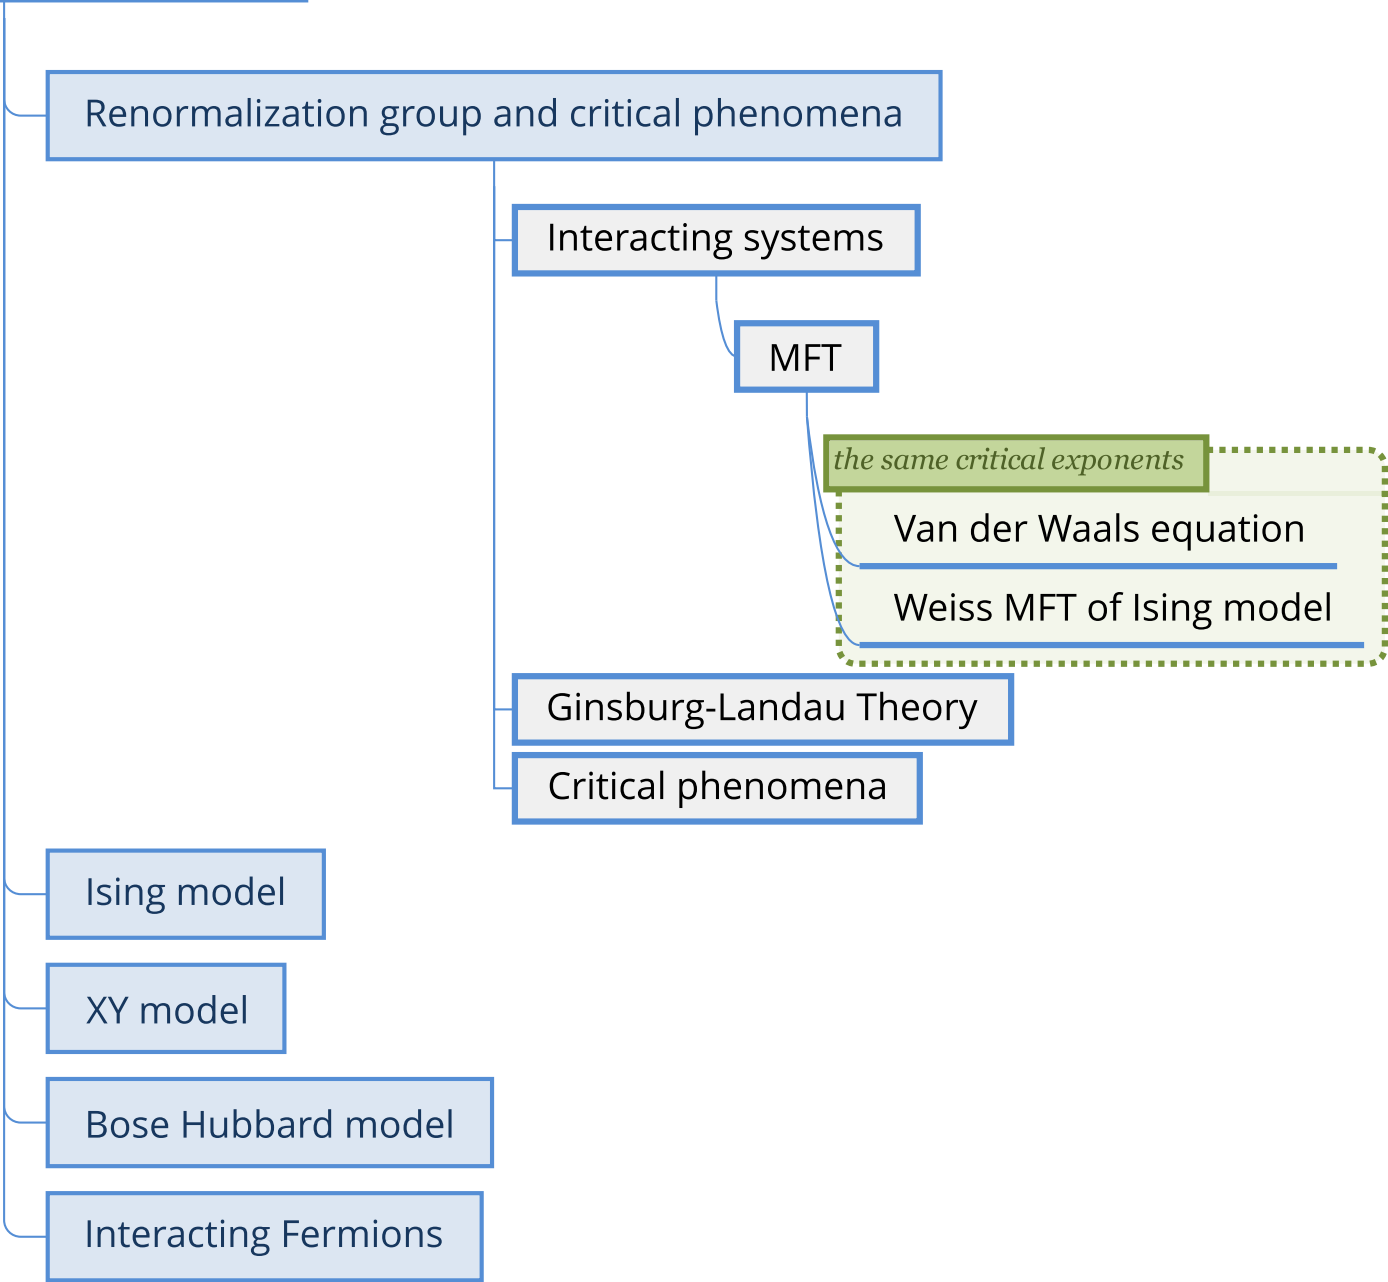 Renormalization group and critical phenomena
Interacting systems
MFT
the same critical exponents
Van der Waals equation
Weiss MFT of Ising model
Ginsburg-Landau Theory
Critical phenomena
Ising model
XY model
Bose Hubbard model
Interacting Fermions